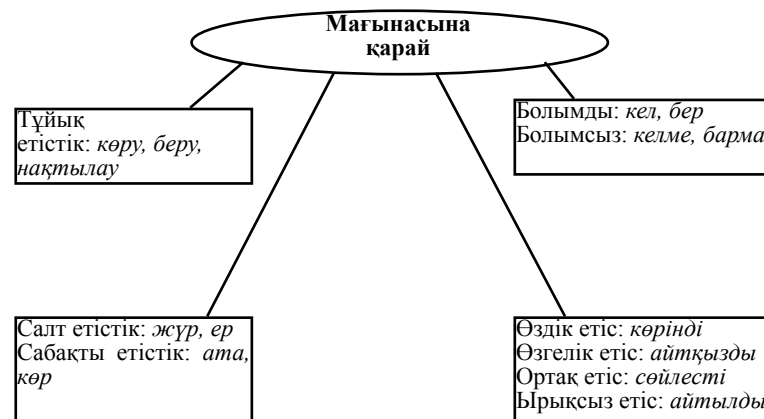 Мағынасына
қарай
Тұйық
етістік: көру, беру,
нақтылау
Болымды: кел, бер
Болымсыз: келме, барма
Салт етістік: жүр, ер
Сабақты етістік: ата,
көр
Өздік етіс: көрінді
Өзгелік етіс: айтқызды
Ортақ етіс: сөйлесті
Ырықсыз етіс: айтылды